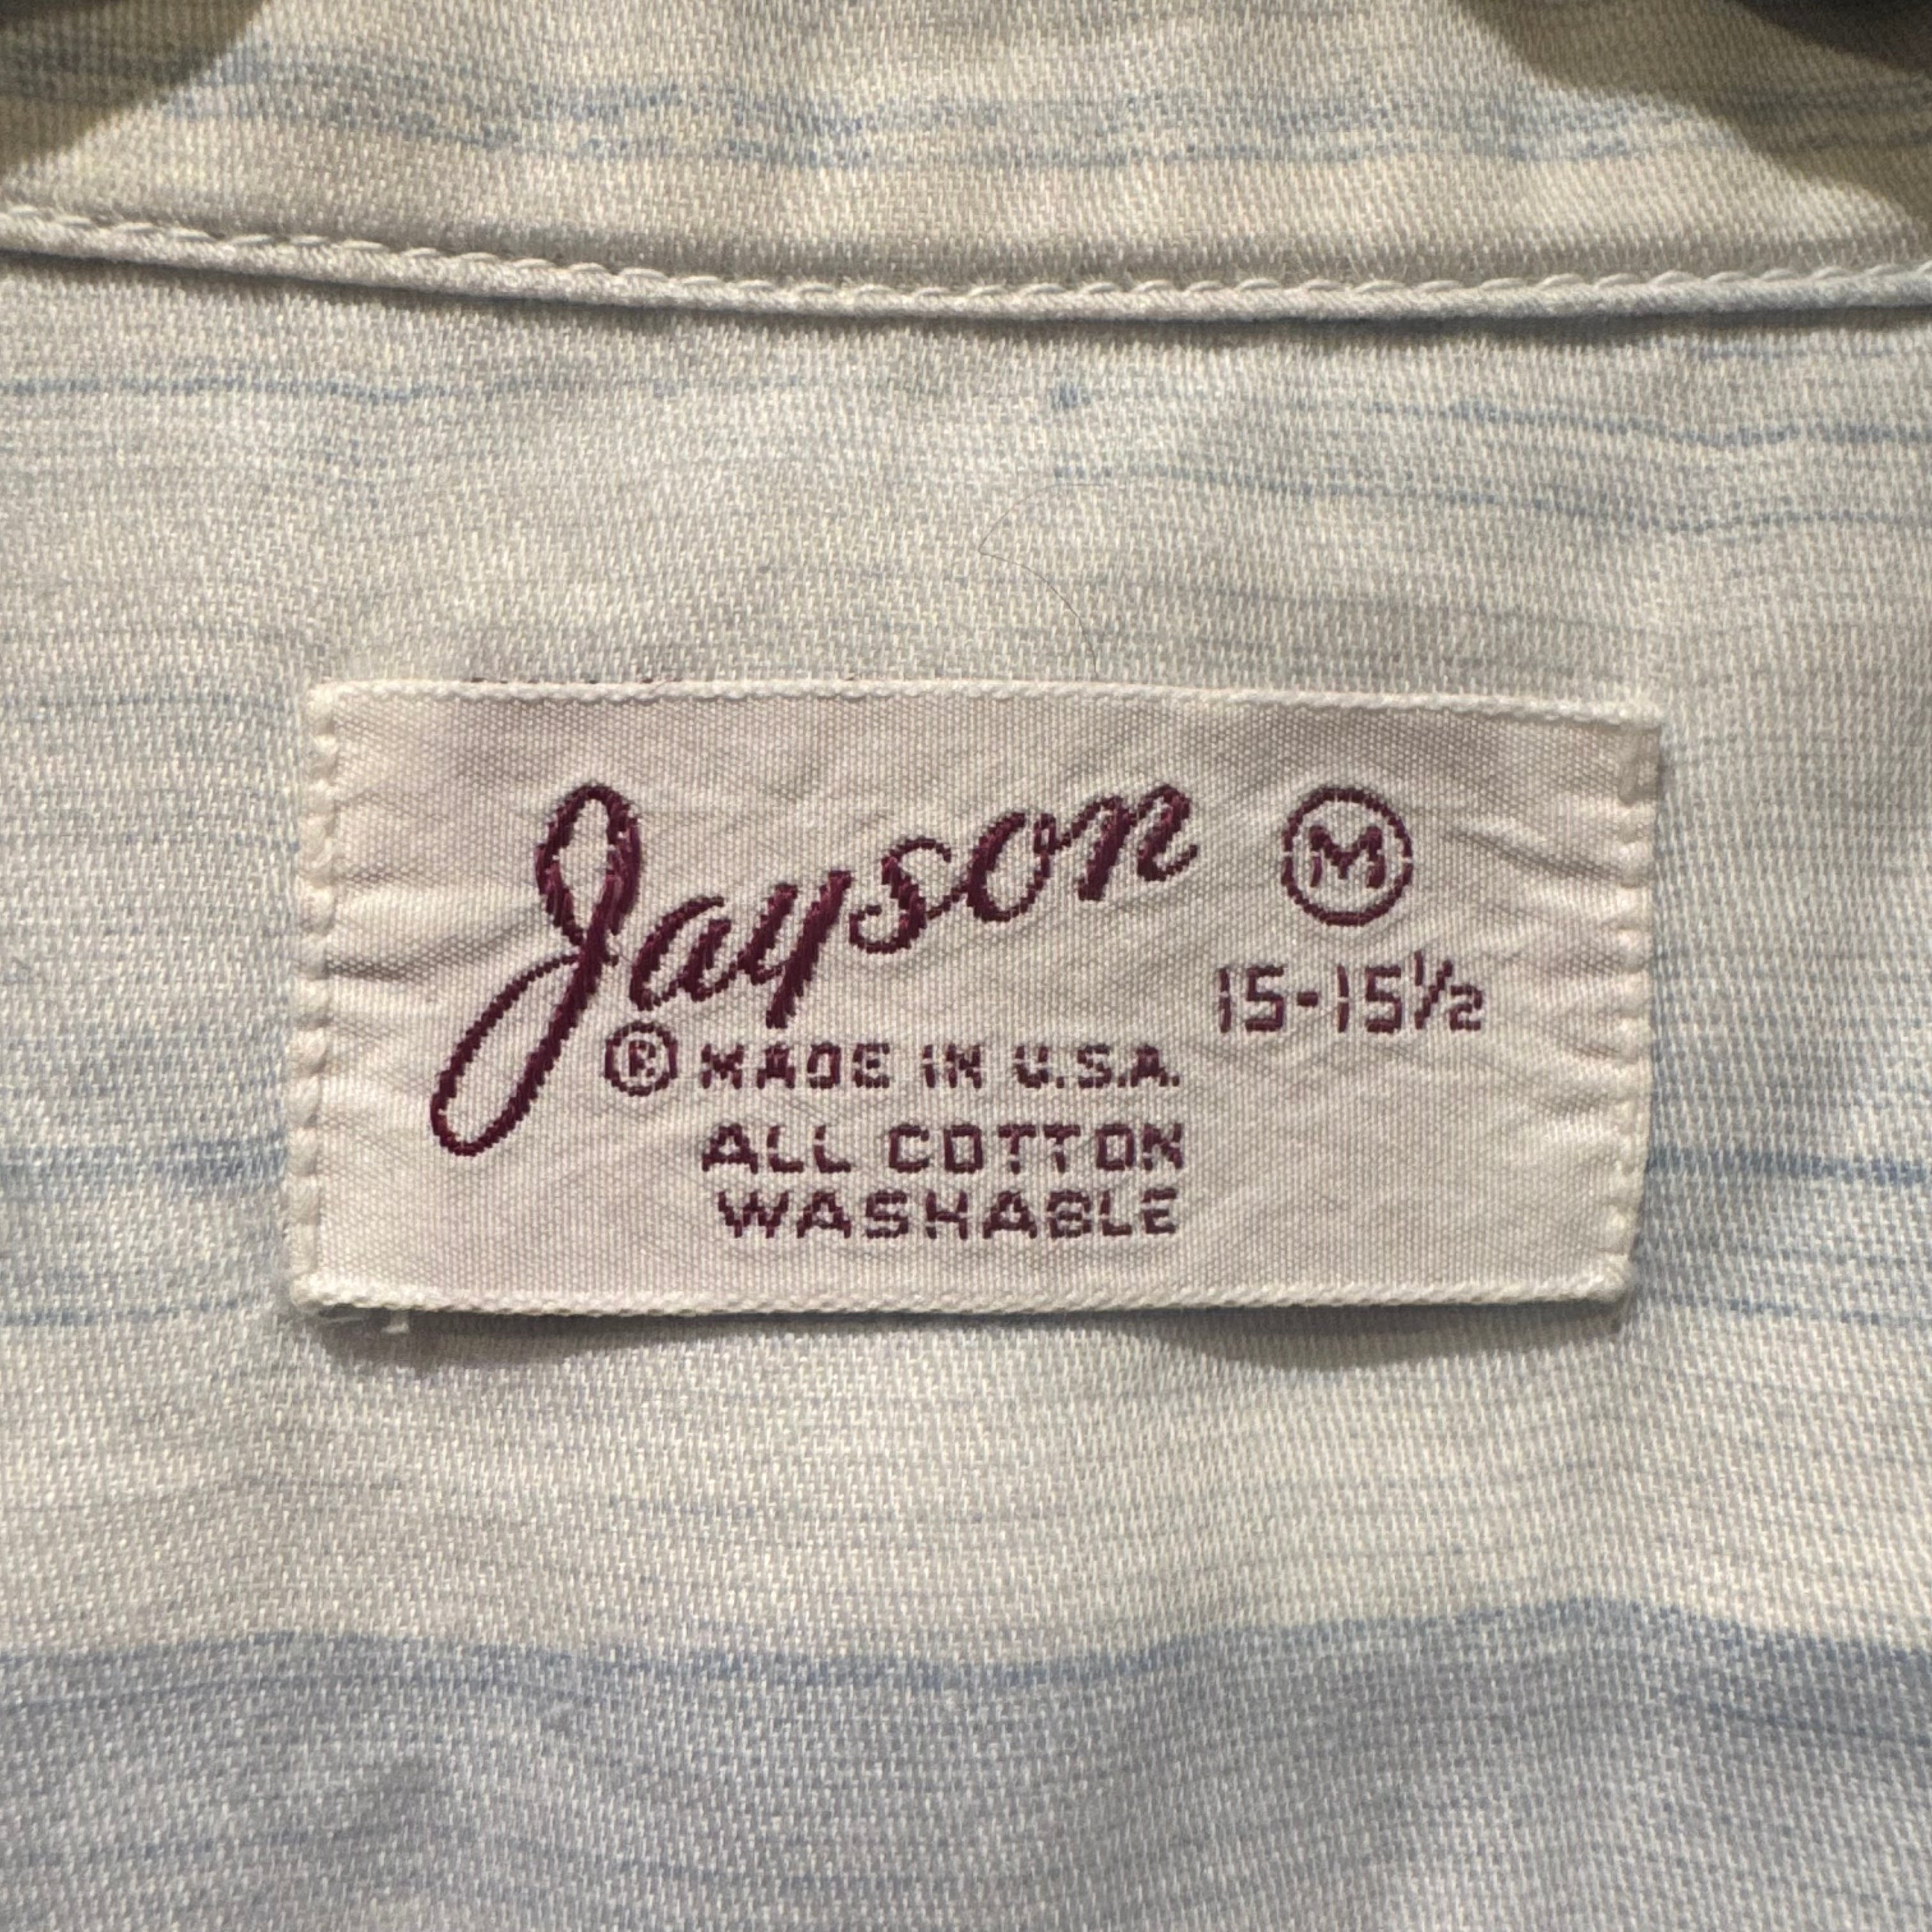 Jayson M
15-15½
® MADE IN U.S.A.
ALL COTTON
WASHABLE